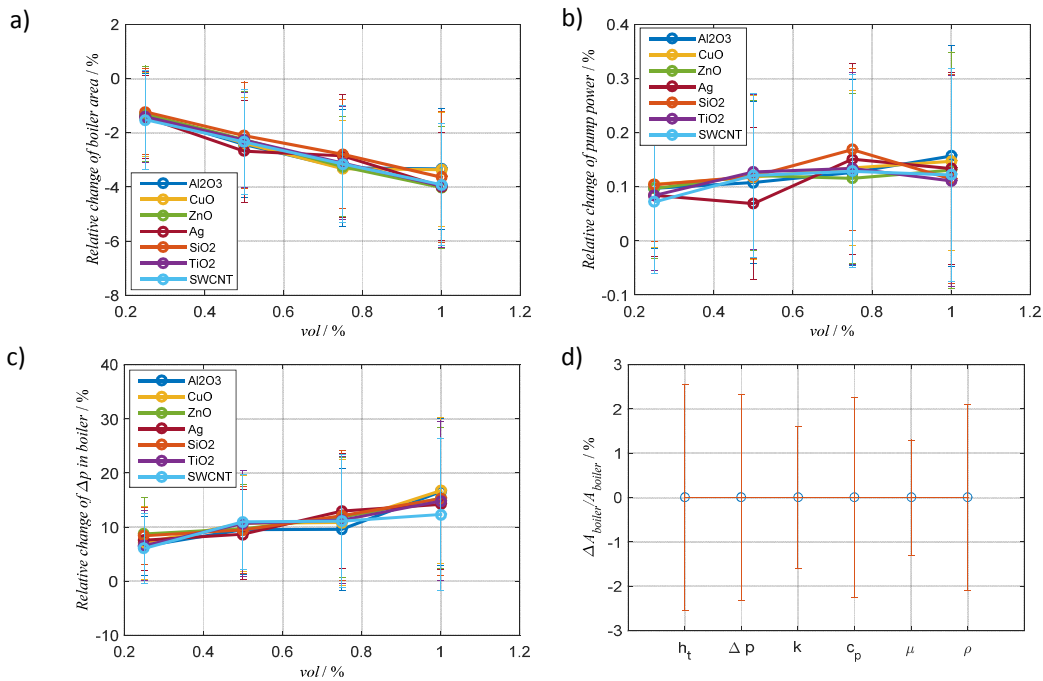 a)
Relative change of boiler area / %
2
0
-2
-4
-6
-8
Al2O3
CuO
ZnO
Ag
SiO2
TiO2
SWCNT
0.2 0.4 0.6 0.8 1 1.2
vol / %
b)
Relative change of pump power / %
0.4
0.3
0.2
0.1
0
-0.1
Al2O3
CuO
ZnO
Ag
SiO2
TiO2
SWCNT
0.2 0.4 0.6 0.8 1 1.2
vol / %
c)
Relative change of Δp in boiler / %
40
30
20
10
0
-10
Al2O3
CuO
ZnO
Ag
SiO2
TiO2
SWCNT
0.2 0.4 0.6 0.8 1 1.2
vol / %
d)
ΔA_boiler/A_boiler / %
3
2
1
0
-1
-2
-3
h_t Δ p k c_p μ ρ